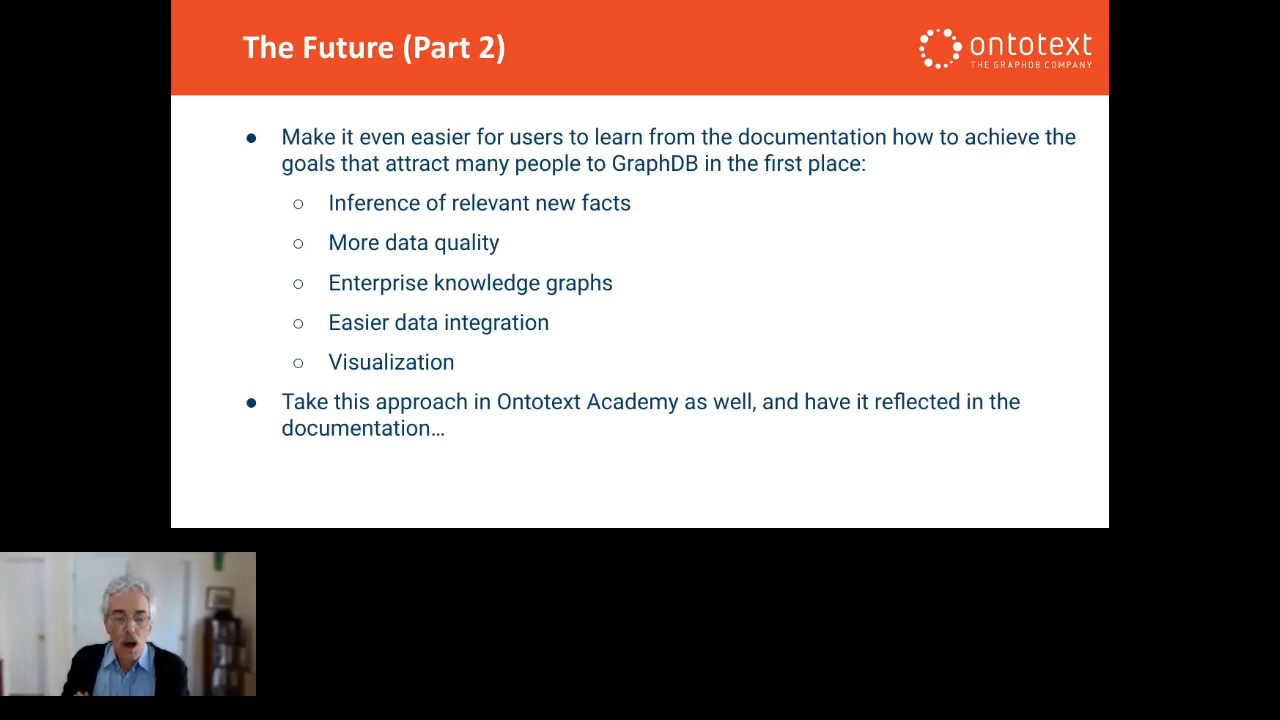 The Future (Part 2)
ontotext
THE GRAPHDB COMPANY
● Make it even easier for users to learn from the documentation how to achieve the
goals that attract many people to GraphDB in the first place:
○ Inference of relevant new facts
○ More data quality
○ Enterprise knowledge graphs
○ Easier data integration
○ Visualization
● Take this approach in Ontotext Academy as well, and have it reflected in the
documentation…